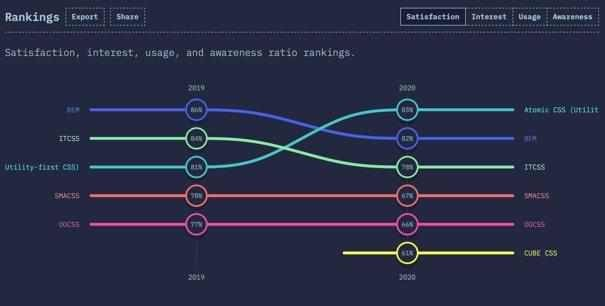 Rankings Export Share Satisfaction Interest Usage Awareness
Satisfaction, interest, usage, and awareness ratio rankings.
2019 2020
BEM 86% Atomic CSS (Utilit
ITCSS 84% 82% BEM
Utility-first CSS) 81% 78% ITCSS
SMACSS 67% SMACSS
OOCSS 77% 66% OOCSS
61% CUBE CSS
2019 2020